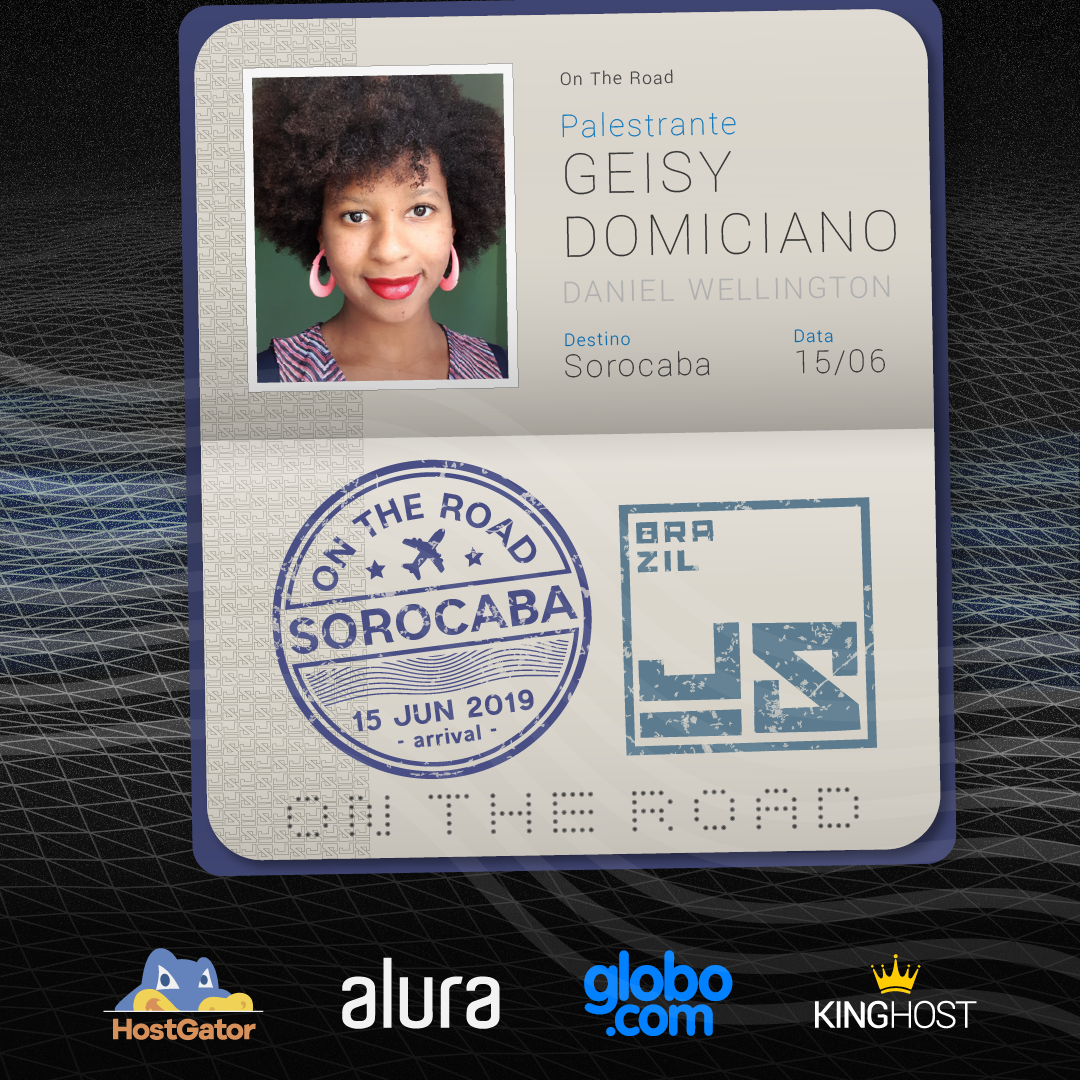 On The Road
Palestrante
GEISY
DOMICIANO
DANIEL WELLINGTON
Destino
Data
Sorocaba
15/06
ON THE ROAD
SOROCABA
15 JUN 2019
- arrival -
BRA
ZIL
JS
ON THE ROAD
HostGator
alura
globo
.com
KINGHOST